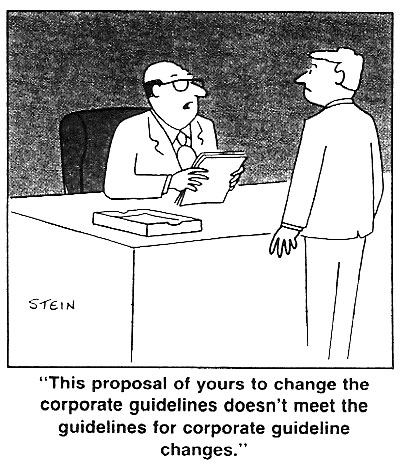 STEIN
"This proposal of yours to change the
corporate guidelines doesn't meet the
guidelines for corporate guideline
changes."